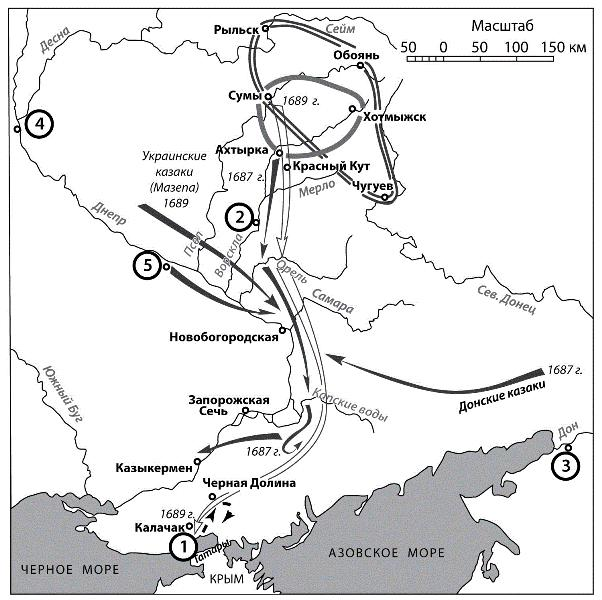 Масштаб
50 0 50 100 150 км
Рыльск
Сейм
Десна
Обоянь
Сумы
1689 г.
Хотмыжск
4
Ахтырка
Украинские
казаки
(Мазепа)
1689
1687 г.
Красный Кут
Мерло
Чугуев
2
Днепр
Псел
Ворскла
5
Орель
Самара
Сев. Донец
Новобогородская
Южный Буг
1687 г.
Донские казаки
Запорожская
Сечь
Конские воды
Дон
1687 г.
Казыкермен
3
Черная Долина
1689 г.
Калачак
1
Татары
ЧЕРНОЕ МОРЕ
КРЫМ
АЗОВСКОЕ МОРЕ